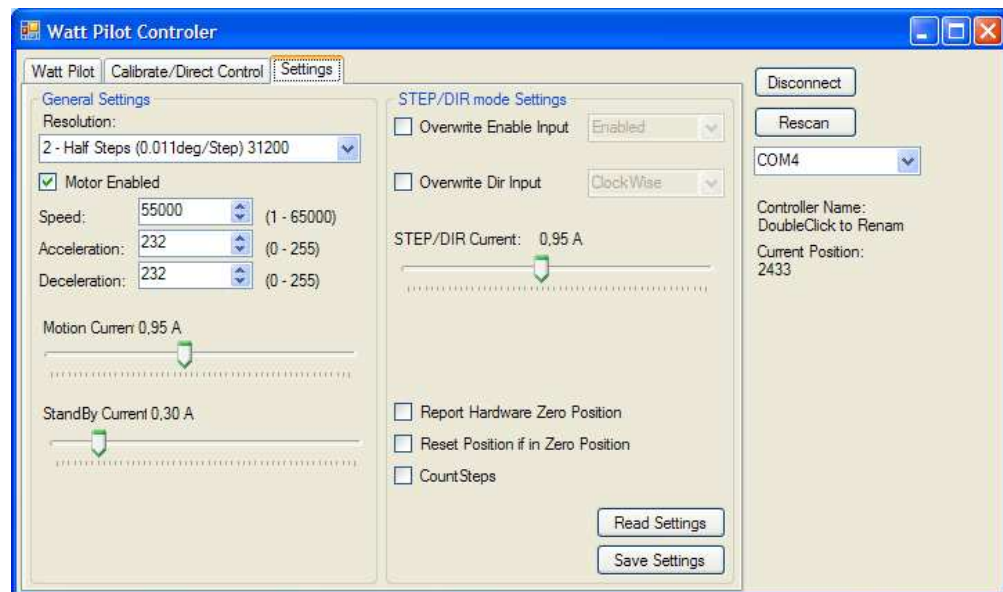 Watt Pilot Controler
Watt Pilot Calibrate/Direct Control Settings
General Settings
Resolution:
2 - Half Steps (0.011deg/Step) 31200
Motor Enabled
Speed: 55000 (1 - 65000)
Acceleration: 232 (0 - 255)
Deceleration: 232 (0 - 255)
Motion Curren 0,95 A
StandBy Current 0,30 A
STEP/DIR mode Settings
Overwrite Enable Input Enabled
Overwrite Dir Input ClockWise
STEP/DIR Current: 0,95 A
Report Hardware Zero Position
Reset Position if in Zero Position
CountSteps
Read Settings
Save Settings
Disconnect
Rescan
COM4
Controller Name:
DoubleClick to Renam
Current Position:
2433